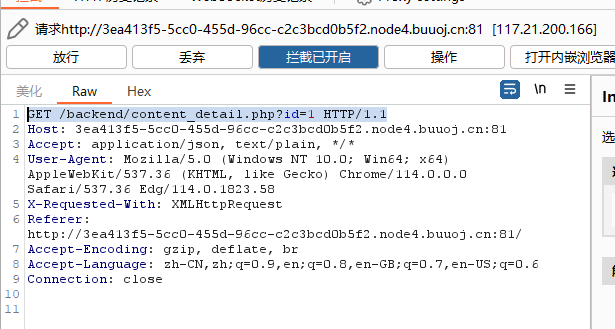 请求http://3ea413f5-5cc0-455d-96cc-c2c3bcd0b5f2.node4.buuoj.cn:81 [117.21.200.166]
放行 丢弃 拦截已开启 操作 打开内嵌浏览器
美化 Raw Hex \n
1 GET /backend/content_detail.php?id=1 HTTP/1.1
2 Host: 3ea413f5-5cc0-455d-96cc-c2c3bcd0b5f2.node4.buuoj.cn:81
3 Accept: application/json, text/plain, */*
4 User-Agent: Mozilla/5.0 (Windows NT 10.0; Win64; x64)
AppleWebKit/537.36 (KHTML, like Gecko) Chrome/114.0.0.0
Safari/537.36 Edg/114.0.1823.58
5 X-Requested-With: XMLHttpRequest
6 Referer:
http://3ea413f5-5cc0-455d-96cc-c2c3bcd0b5f2.node4.buuoj.cn:81/
7 Accept-Encoding: gzip, deflate, br
8 Accept-Language: zh-CN,zh;q=0.9,en;q=0.8,en-GB;q=0.7,en-US;q=0.6
9 Connection: close
10
11
In
选